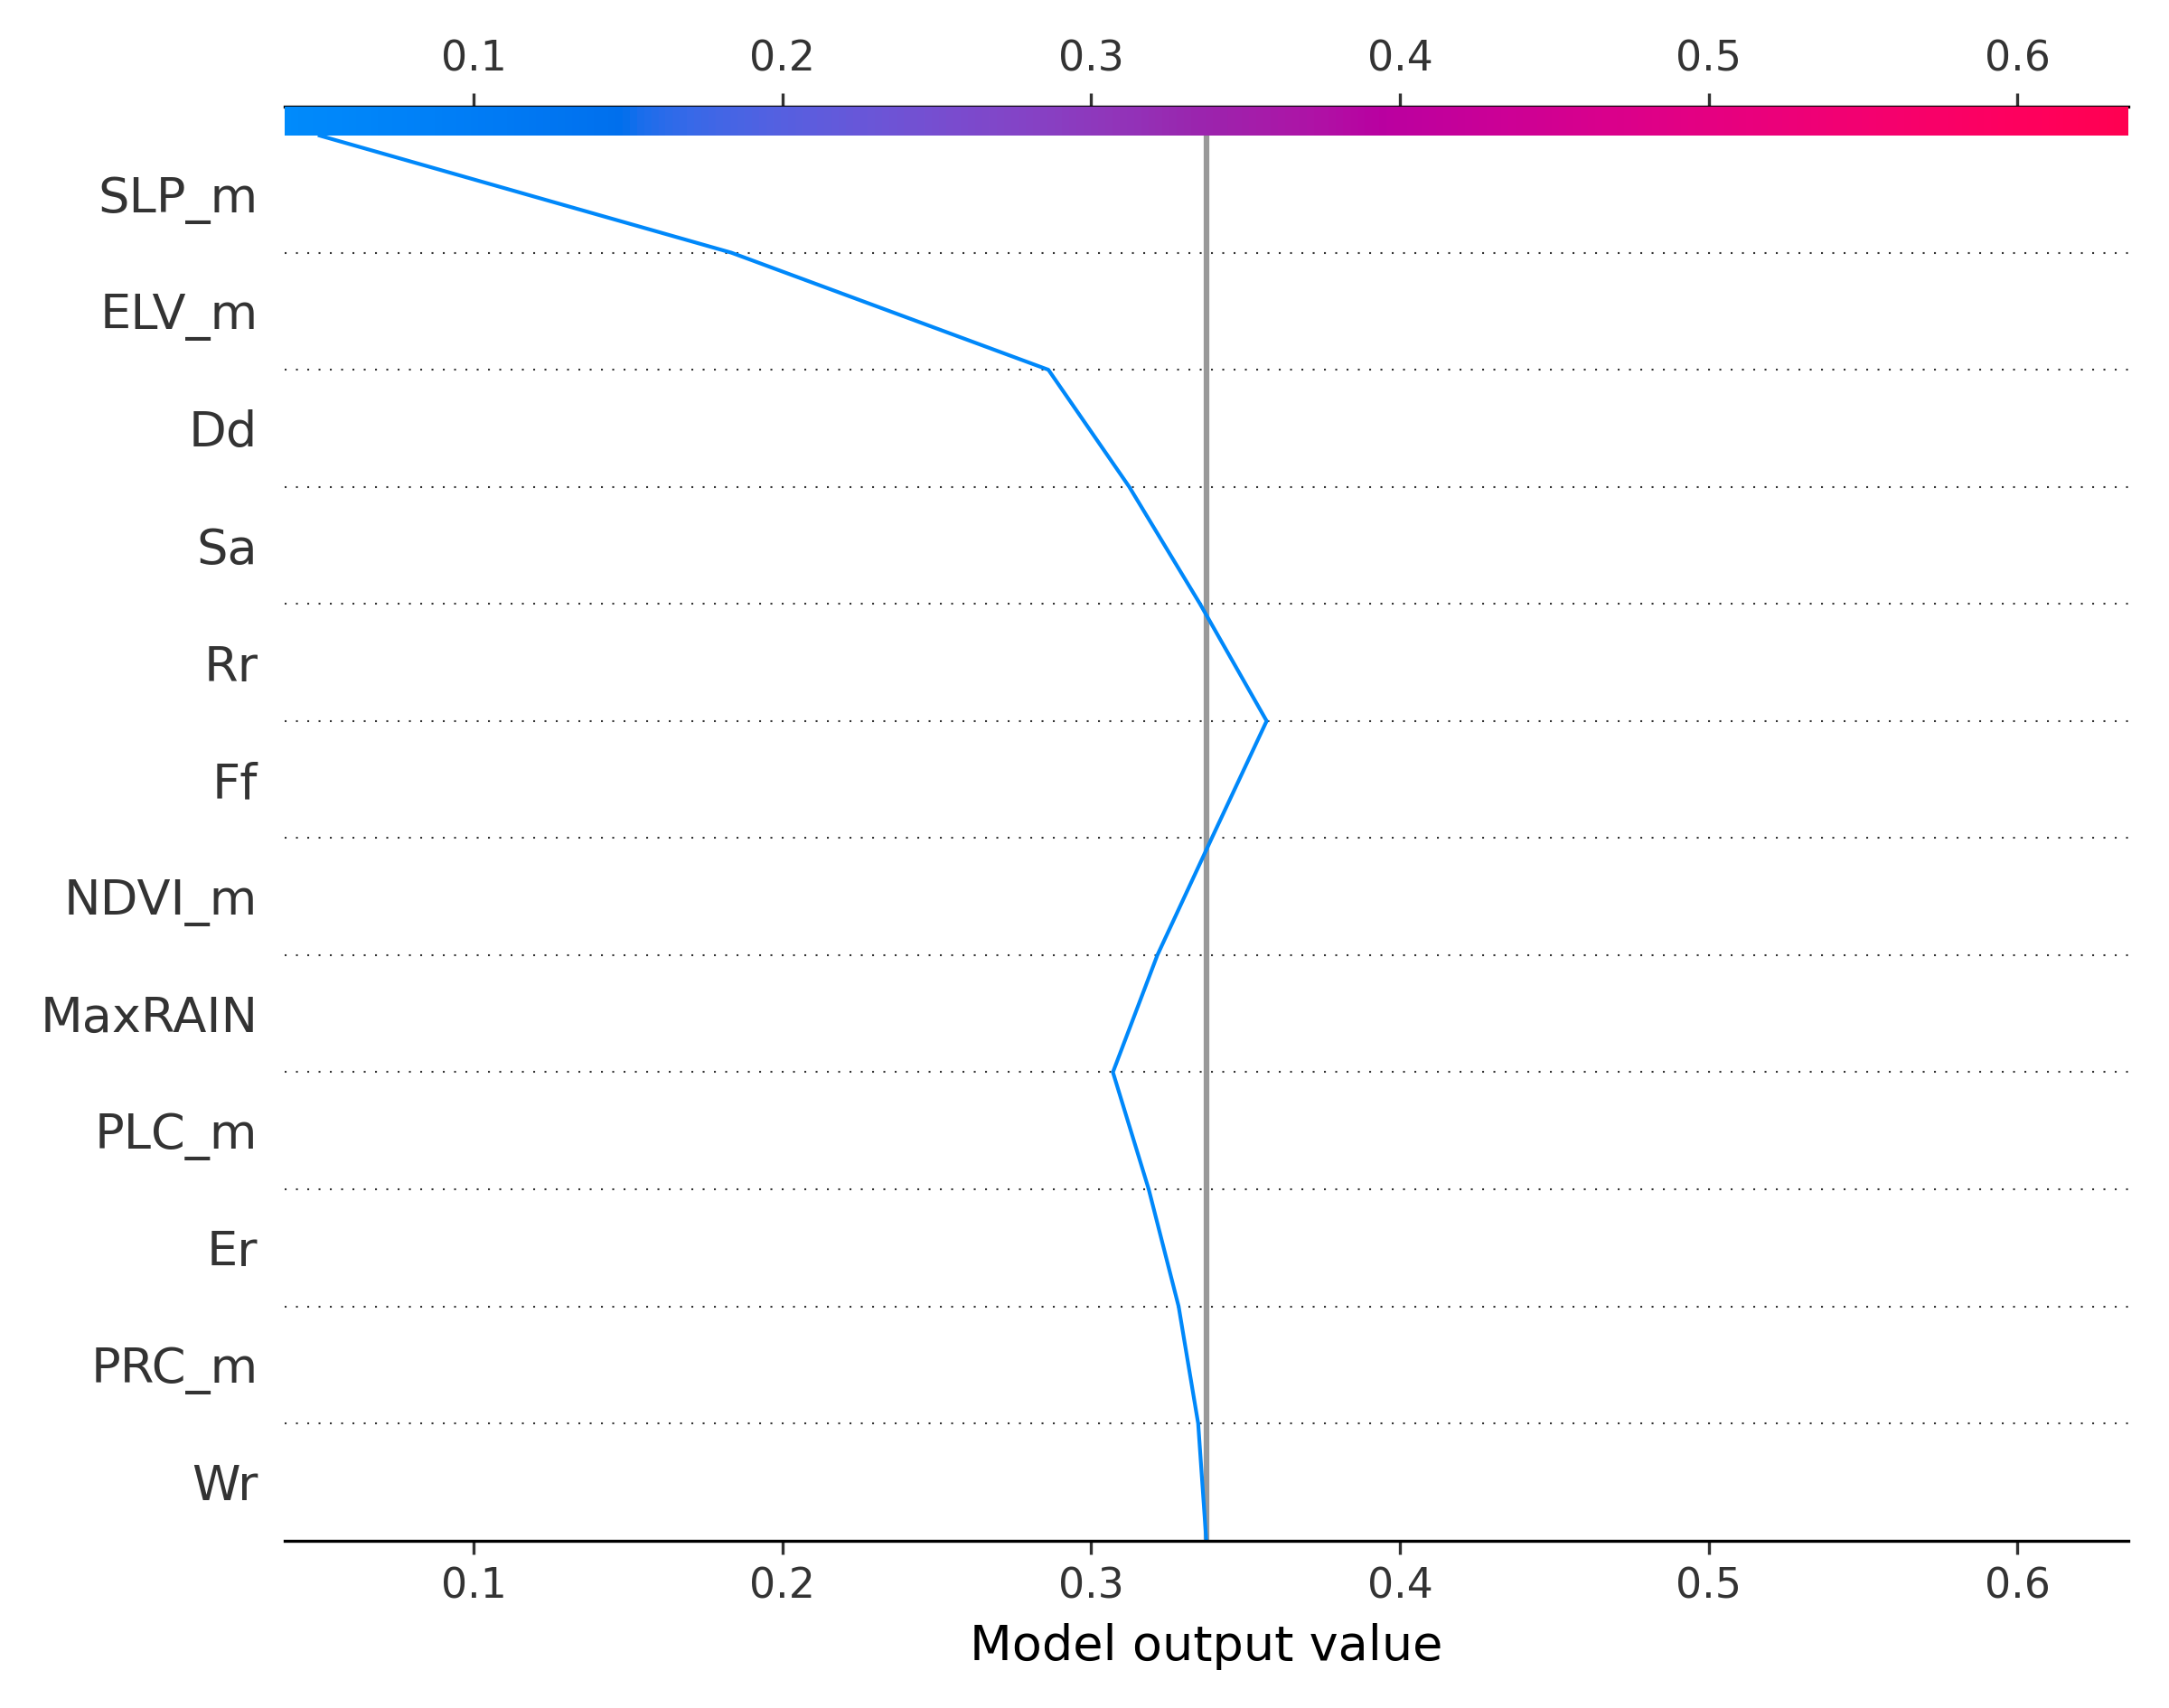 0.1 0.2 0.3 0.4 0.5 0.6
SLP_m
ELV_m
Dd
Sa
Rr
Ff
NDVI_m
MaxRAIN
PLC_m
Er
PRC_m
Wr
0.1 0.2 0.3 0.4 0.5 0.6
Model output value